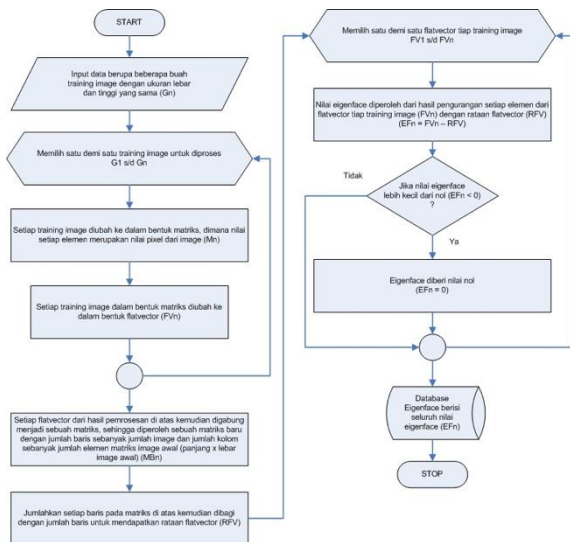 START
Input data berupa beberapa buah
training image dengan ukuran lebar
dan tinggi yang sama (Gn)
Memilih satu demi satu training image untuk diproses
G1 s/d Gn
Setiap training image diubah ke dalam bentuk matriks, dimana nilai
setiap elemen merupakan nilai pixel dari image (Mn)
Setiap training image dalam bentuk matriks diubah ke
dalam bentuk flatvector (FVn)
Setiap flatvector dari hasil pemrosesan di atas kemudian digabung
menjadi sebuah matriks, sehingga diperoleh sebuah matriks baru
dengan jumlah baris sebanyak jumlah image dan jumlah kolom
sebanyak jumlah elemen matriks image awal (panjang x lebar
image awal) (MBn)
Jumlahkan setiap baris pada matriks di atas kemudian dibagi
dengan jumlah baris untuk mendapatkan rataan flatvector (RFV)
Memilih satu demi satu flatvector tiap training image
FV1 s/d FVn
Nilai eigenface diperoleh dari hasil pengurangan setiap elemen dari
flatvector tiap training image (FVn) dengan rataan flatvector (RFV)
(EFn = FVn – RFV)
Tidak
Jika nilai eigenface
lebih kecil dari nol (EFn < 0)
?
Ya
Eigenface diberi nilai nol
(EFn = 0)
Database
Eigenface berisi
seluruh nilai
eigenface (EFn)
STOP